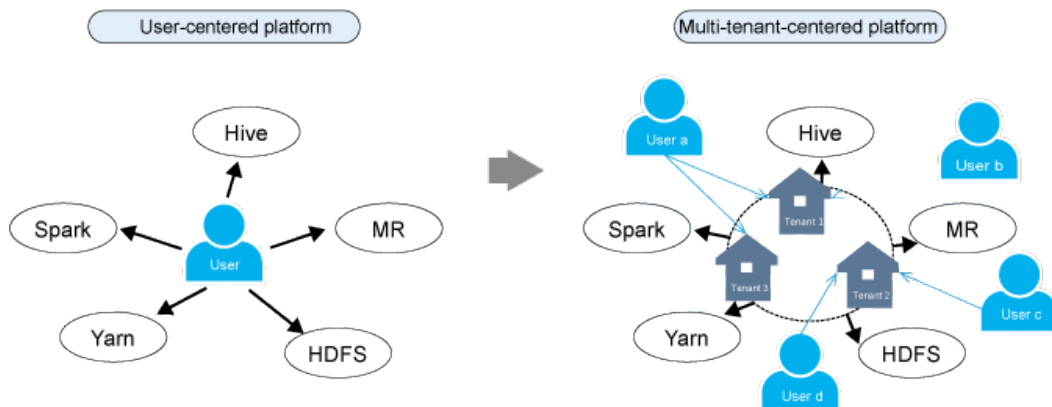 User-centered platform
Multi-tenant-centered platform
Hive
Spark
User
MR
Yarn
HDFS
User a
Hive
User b
Spark
Tenant 1
MR
Tenant 3
Tenant 2
User c
Yarn
HDFS
User d